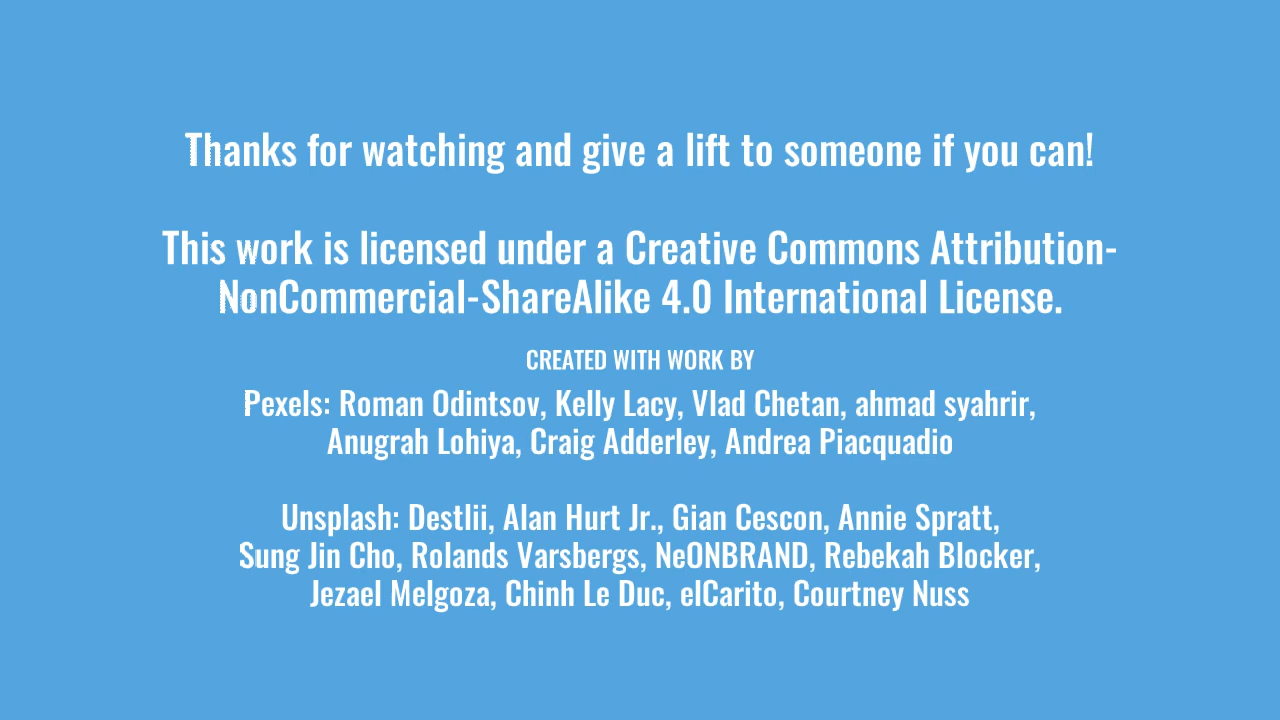 Thanks for watching and give a lift to someone if you can!
This work is licensed under a Creative Commons Attribution-
NonCommercial-ShareAlike 4.0 International License.
CREATED WITH WORK BY
Pexels: Roman Odintsov, Kelly Lacy, Vlad Chetan, ahmad syahrir,
Anugrah Lohiya, Craig Adderley, Andrea Piacquadio
Unsplash: Destlii, Alan Hurt Jr., Gian Cescon, Annie Spratt,
Sung Jin Cho, Rolands Varsbergs, NeONBRAND, Rebekah Blocker,
Jezael Melgoza, Chinh Le Duc, elCarito, Courtney Nuss